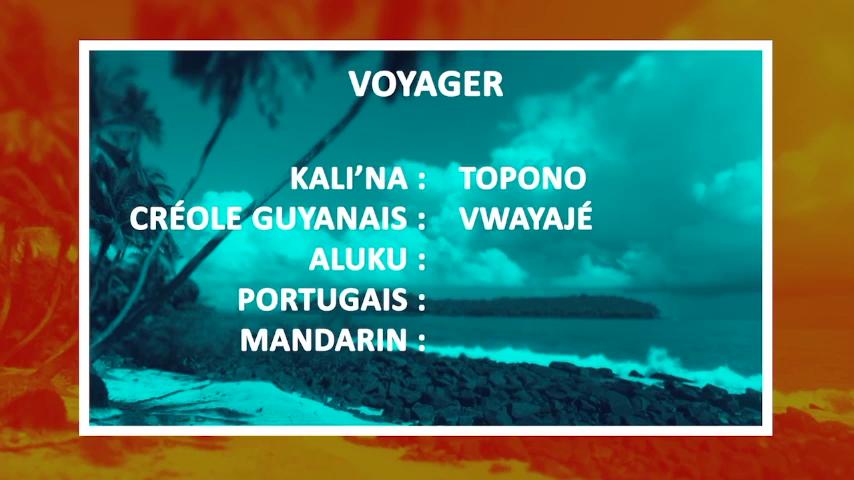 VOYAGER
KALI’NA : TOPONO
CRÉOLE GUYANAIS : VWAYAJÉ
ALUKU :
PORTUGAIS :
MANDARIN :